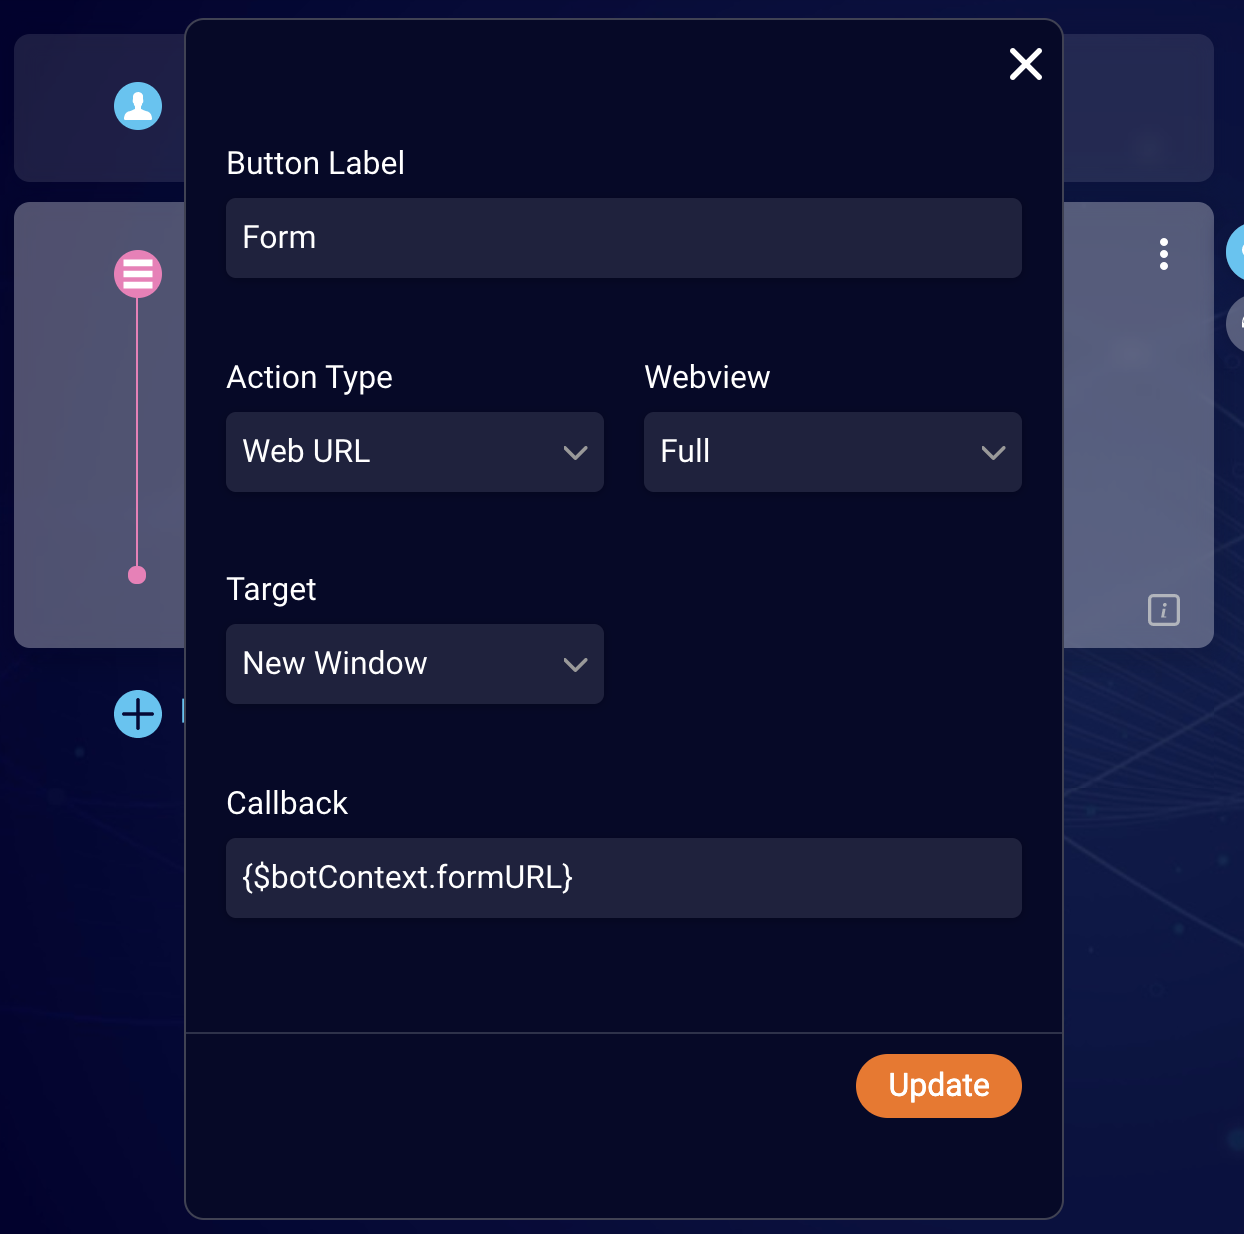 Button Label
Form
Action Type
Webview
Web URL
Full
Target
New Window
Callback
{$botContext.formURL}
Update